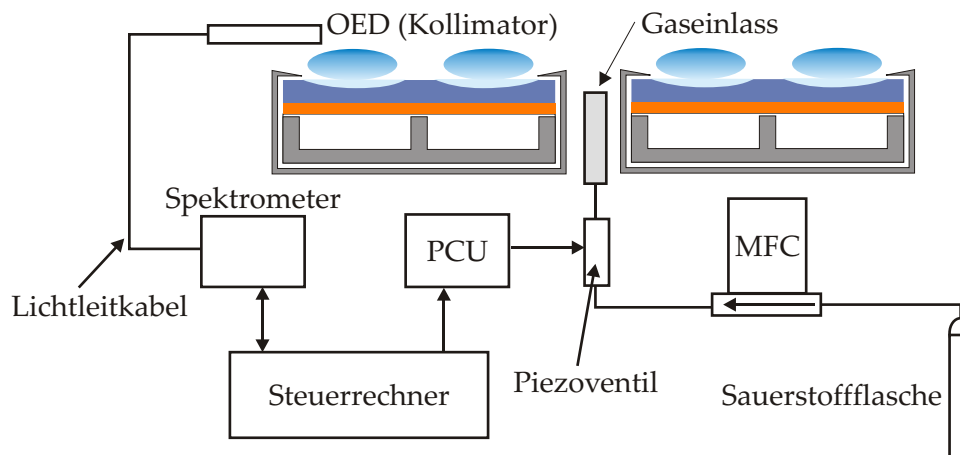 OED (Kollimator)
Gaseinlass
Spektrometer
PCU
MFC
Lichtleitkabel
Steuerrechner
Piezoventil
Sauerstoffflasche